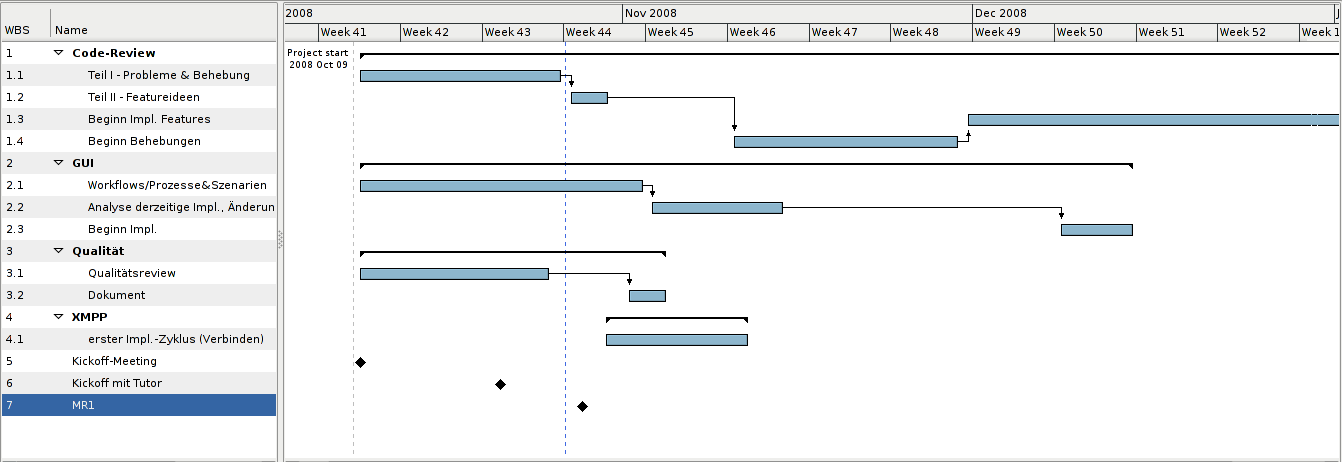 2008 Nov 2008 Dec 2008
WBS Name Week 41 Week 42 Week 43 Week 44 Week 45 Week 46 Week 47 Week 48 Week 49 Week 50 Week 51 Week 52 Week 1
1 Code-Review
Project start
2008 Oct 09
1.1 Teil I - Probleme & Behebung
1.2 Teil II - Featureideen
1.3 Beginn Impl. Features
1.4 Beginn Behebungen
2 GUI
2.1 Workflows/Prozesse&Szenarien
2.2 Analyse derzeitige Impl., Änderun
2.3 Beginn Impl.
3 Qualität
3.1 Qualitätsreview
3.2 Dokument
4 XMPP
4.1 erster Impl.-Zyklus (Verbinden)
5 Kickoff-Meeting
6 Kickoff mit Tutor
7 MR1